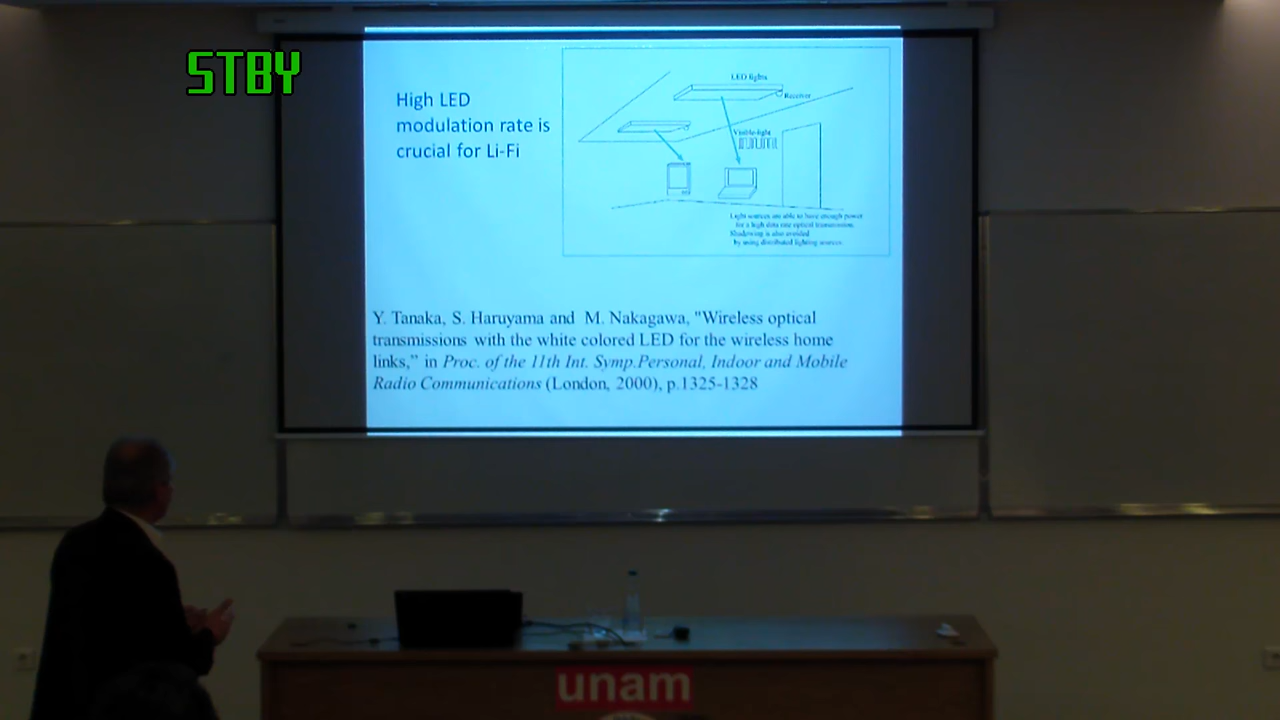 STBY
High LED
modulation rate is
crucial for Li-Fi
LED lights
Receiver
Visible-light
Light sources are able to have enough power
for a high data rate optical transmission.
Shadowing is also avoided
by using distributed lighting sources.
Y. Tanaka, S. Haruyama and M. Nakagawa, "Wireless optical
transmissions with the white colored LED for the wireless home
links," in Proc. of the 11th Int. Symp.Personal, Indoor and Mobile
Radio Communications (London, 2000), p.1325-1328
unam